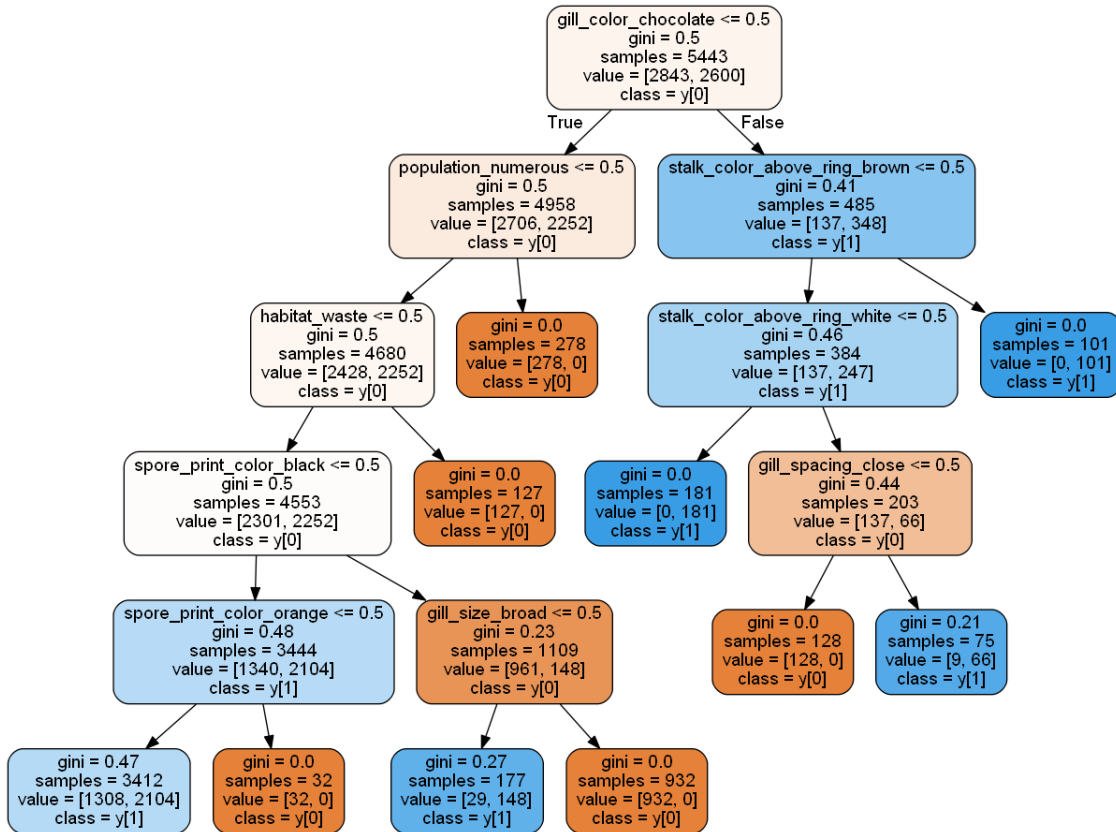 gill_color_chocolate <= 0.5
gini = 0.5
samples = 5443
value = [2843, 2600]
class = y[0]
True
False
population_numerous <= 0.5
gini = 0.5
samples = 4958
value = [2706, 2252]
class = y[0]
stalk_color_above_ring_brown <= 0.5
gini = 0.41
samples = 485
value = [137, 348]
class = y[1]
habitat_waste <= 0.5
gini = 0.5
samples = 4680
value = [2428, 2252]
class = y[0]
gini = 0.0
samples = 278
value = [278, 0]
class = y[0]
stalk_color_above_ring_white <= 0.5
gini = 0.46
samples = 384
value = [137, 247]
class = y[1]
gini = 0.0
samples = 101
value = [0, 101]
class = y[1]
spore_print_color_black <= 0.5
gini = 0.5
samples = 4553
value = [2301, 2252]
class = y[0]
gini = 0.0
samples = 127
value = [127, 0]
class = y[0]
gini = 0.0
samples = 181
value = [0, 181]
class = y[1]
gill_spacing_close <= 0.5
gini = 0.44
samples = 203
value = [137, 66]
class = y[0]
spore_print_color_orange <= 0.5
gini = 0.48
samples = 3444
value = [1340, 2104]
class = y[1]
gill_size_broad <= 0.5
gini = 0.23
samples = 1109
value = [961, 148]
class = y[0]
gini = 0.0
samples = 128
value = [128, 0]
class = y[0]
gini = 0.21
samples = 75
value = [9, 66]
class = y[1]
gini = 0.47
samples = 3412
value = [1308, 2104]
class = y[1]
gini = 0.0
samples = 32
value = [32, 0]
class = y[0]
gini = 0.27
samples = 177
value = [29, 148]
class = y[1]
gini = 0.0
samples = 932
value = [932, 0]
class = y[0]